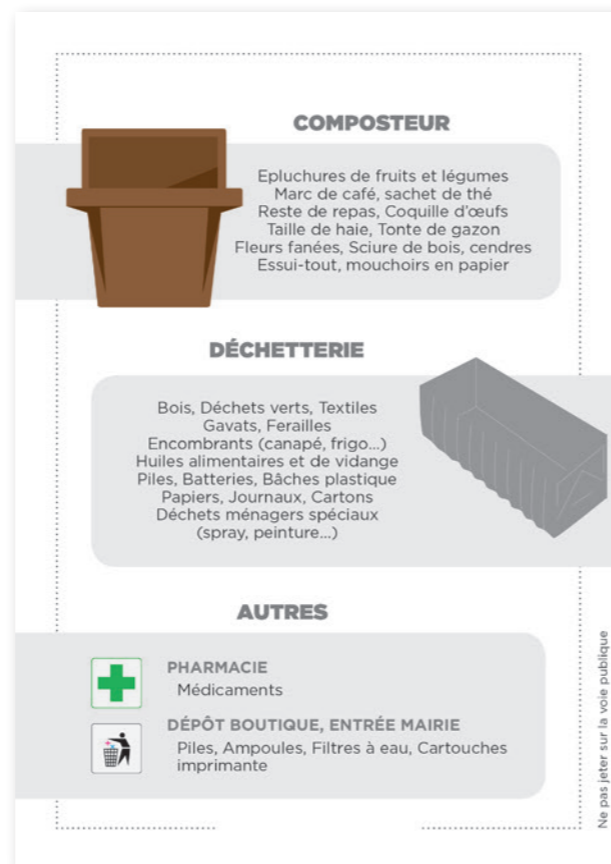 COMPOSTEUR
Epluchures de fruits et légumes
Marc de café, sachet de thé
Reste de repas, Coquille d'œufs
Taille de haie, Tonte de gazon
Fleurs fanées, Sciure de bois, cendres
Essui-tout, mouchoirs en papier
DÉCHETTERIE
Bois, Déchets verts, Textiles
Gavats, Ferailles
Encombrants (canapé, frigo...)
Huiles alimentaires et de vidange
Piles, Batteries, Bâches plastique
Papiers, Journaux, Cartons
Déchets ménagers spéciaux
(spray, peinture...)
AUTRES
PHARMACIE
Médicaments
DÉPÔT BOUTIQUE, ENTRÉE MAIRIE
Piles, Ampoules, Filtres à eau, Cartouches
imprimante
Ne pas jeter sur la voie publique